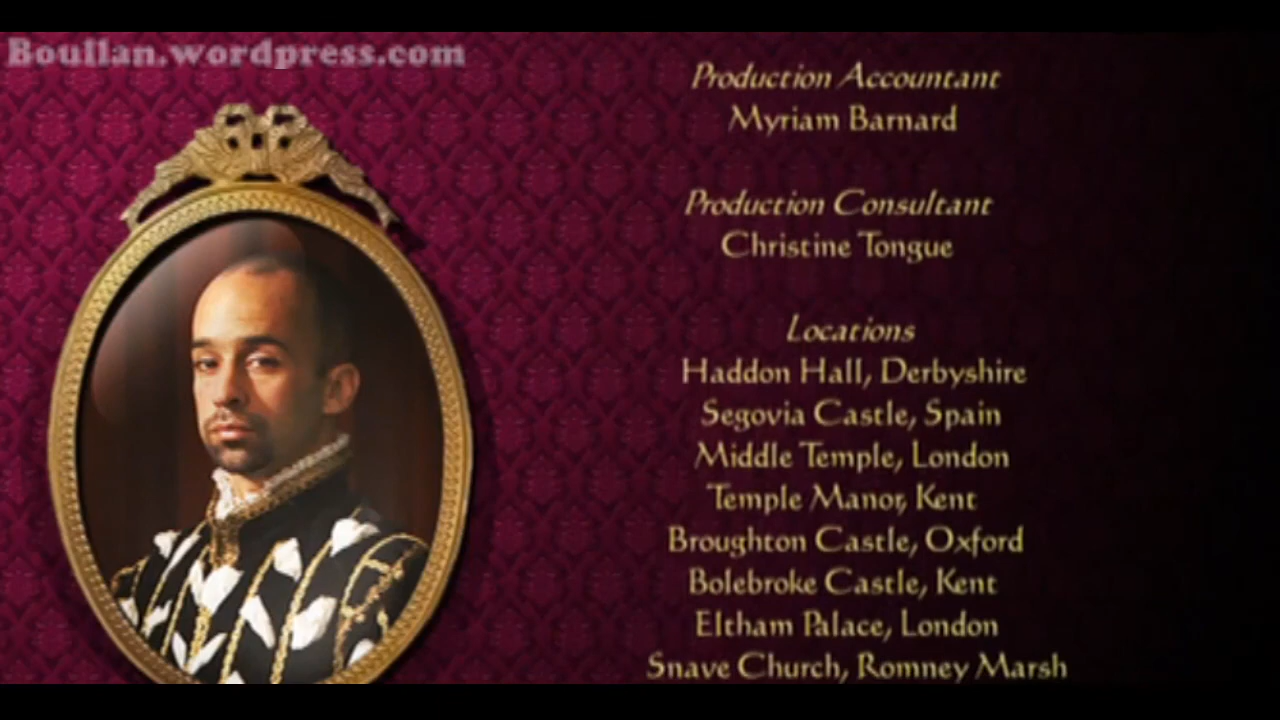 Boullan.wordpress.com
Production Accountant
Myriam Barnard
Production Consultant
Christine Tongue
Locations
Haddon Hall, Derbyshire
Segovia Castle, Spain
Middle Temple, London
Temple Manor, Kent
Broughton Castle, Oxford
Bolebroke Castle, Kent
Eltham Palace, London
Snave Church, Romney Marsh